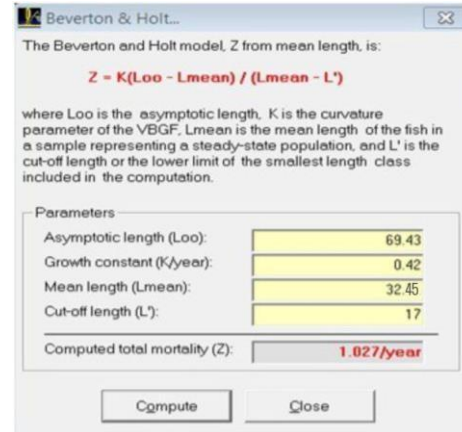 Beverton & Holt...
The Beverton and Holt model, Z from mean length, is:
Z = K(Loo - Lmean) / (Lmean - L')
where Loo is the asymptotic length, K is the curvature
parameter of the VBGF, Lmean is the mean length of the fish in
a sample representing a steady-state population, and L' is the
cut-off length or the lower limit of the smallest length class
included in the computation.
Parameters
Asymptotic length (Loo): 69.43
Growth constant (K/year): 0.42
Mean length (Lmean): 32.45
Cut-off length (L'): 17
Computed total mortality (Z): 1.027/year
Compute Close